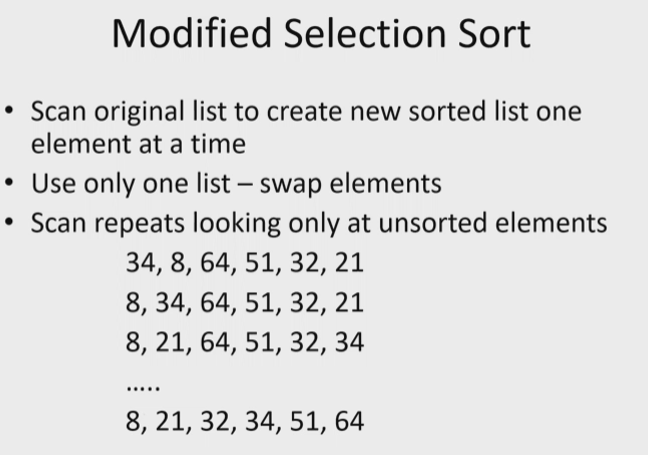 Modified Selection Sort
• Scan original list to create new sorted list one
element at a time
• Use only one list – swap elements
• Scan repeats looking only at unsorted elements
34, 8, 64, 51, 32, 21
8, 34, 64, 51, 32, 21
8, 21, 64, 51, 32, 34
.....
8, 21, 32, 34, 51, 64